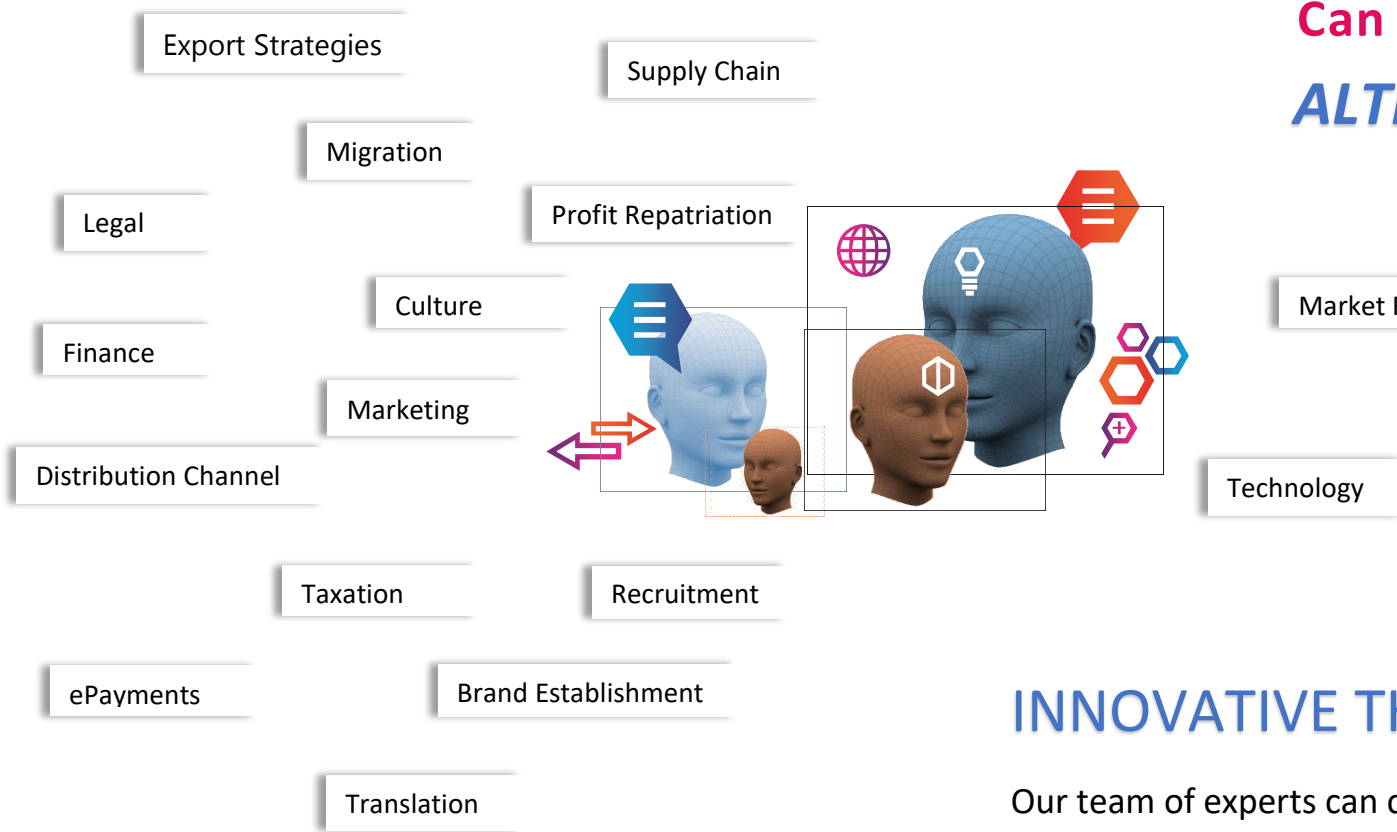 Can
Export Strategies
Supply Chain
Migration
Legal
Profit Repatriation
Culture
Market
Finance
Marketing
Distribution Channel
Technology
Taxation
Recruitment
ePayments
Brand Establishment
INNOVATIVE
Translation
Our team of experts can